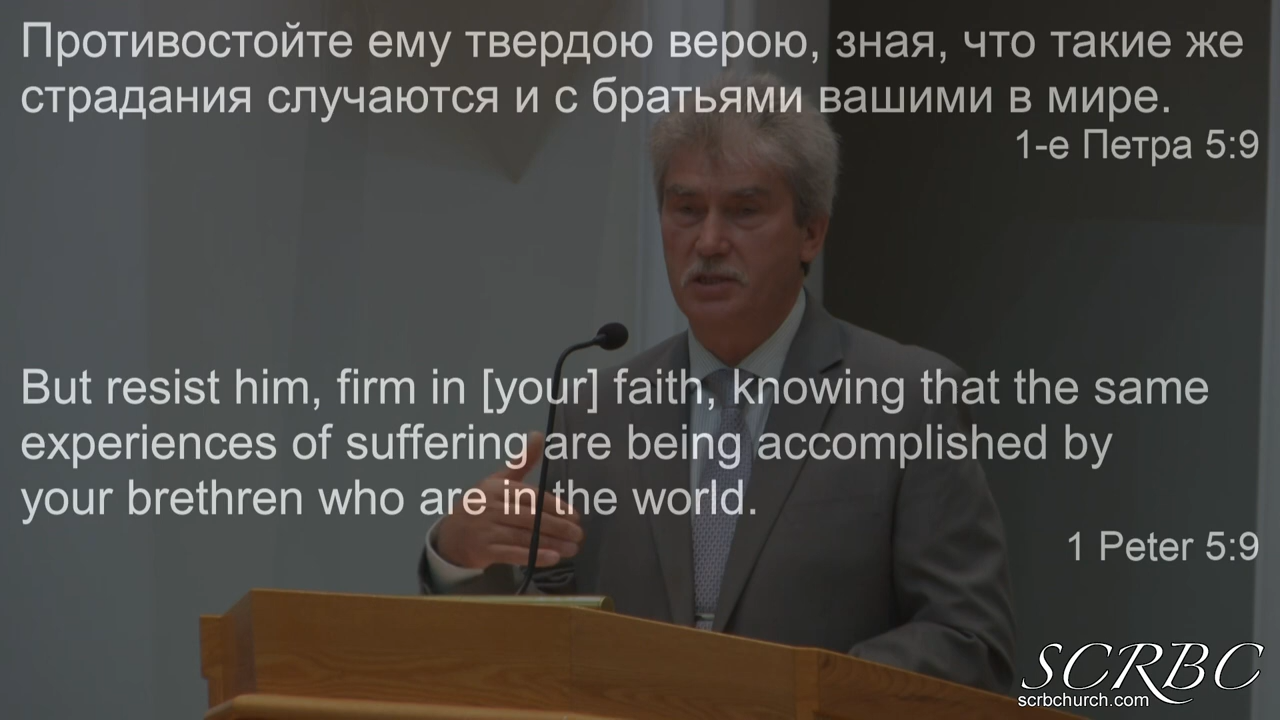 Противостойте ему твердою верою, зная, что такие же
страдания случаются и с братьями вашими в мире.
1-е Петра 5:9
But resist him, firm in [your] faith, knowing that the same
experiences of suffering are being accomplished by
your brethren who are in the world.
1 Peter 5:9
SCRBC
scrbchurch.com